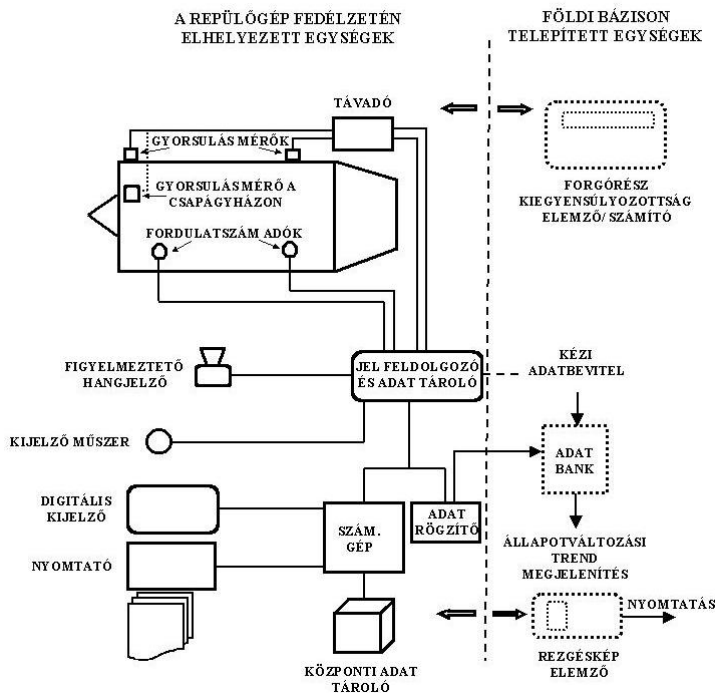 A REPÜLŐGÉP FEDÉLZETÉN
ELHELYEZETT EGYSÉGEK
FÖLDI BÁZISON
TELEPÍTETT EGYSÉGEK
TÁVADÓ
GYORSULÁS MÉRŐK
GYORSULÁSMÉRŐ A
CSAPÁGYHÁZON
FORDULATSZÁM ADÓK
FORGÓRÉSZ
KIEGYENSÚLYOZOTTSÁG
ELEMZŐ/ SZÁMÍTÓ
FIGYELMEZTETŐ
HANGJELZŐ
JEL FELDOLGOZÓ
ÉS ADAT TÁROLÓ
KÉZI
ADATBEVITEL
KIJELZŐ MŰSZER
ADAT
BANK
DIGITÁLIS
KIJELZŐ
SZÁM.
GÉP
ADAT
RÖGZÍTŐ
ÁLLAPOTVÁLTOZÁSI
TREND
MEGJELENÍTÉS
NYOMTATÓ
NYOMTATÁS
KÖZPONTI ADAT
TÁROLÓ
REZGÉSKÉP
ELEMZŐ